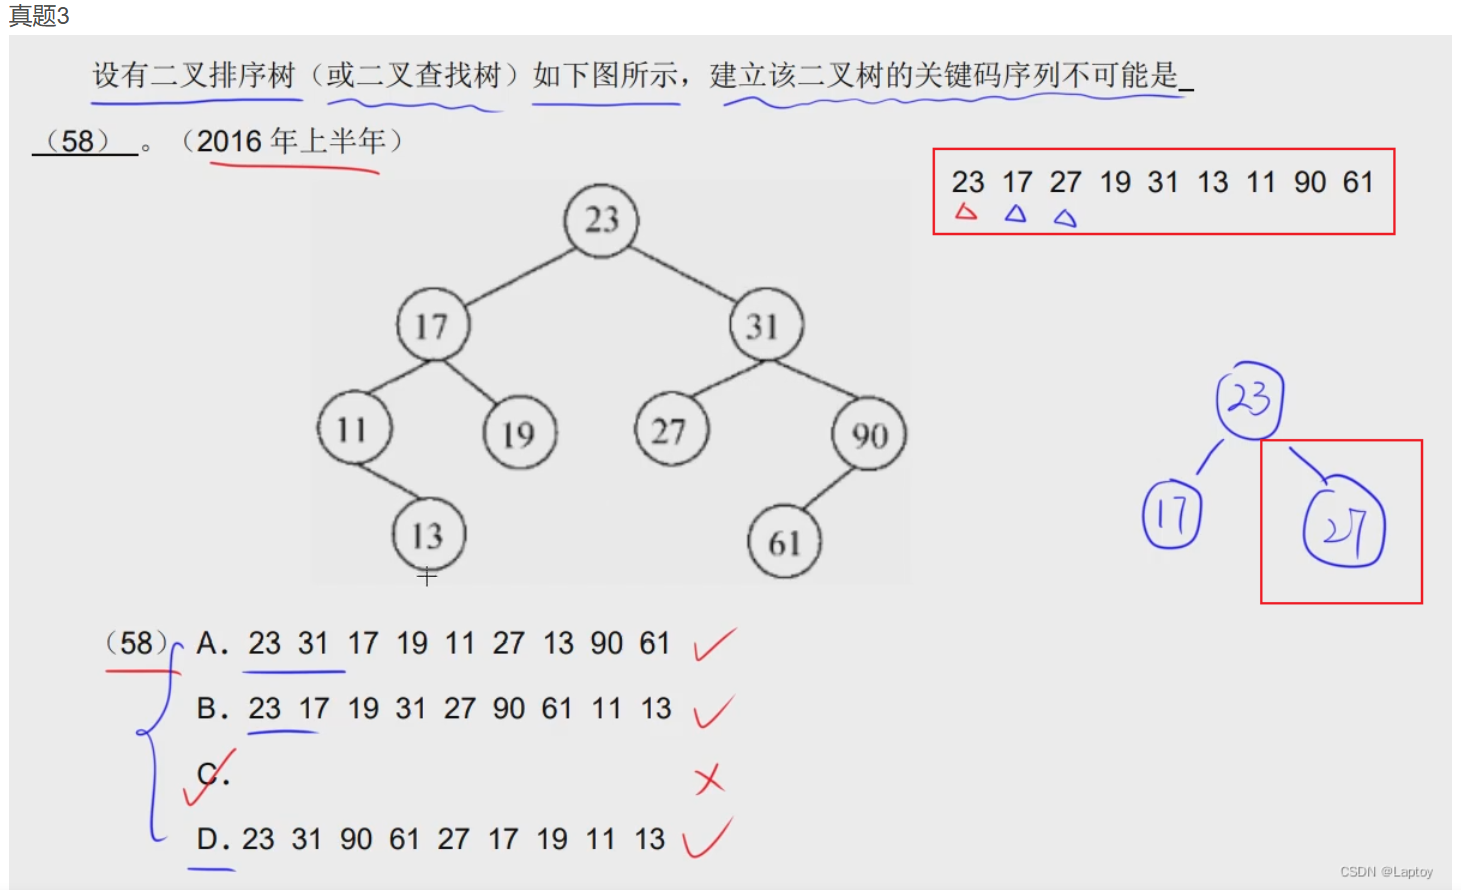 真题3
设有二叉排序树（或二叉查找树）如下图所示，建立该二叉树的关键码序列不可能是_
（58）。（2016 年上半年）
23 17 27 19 31 13 11 90 61
23
17
31
11
19
27
90
13
61
23
17
27
（58） A. 23 31 17 19 11 27 13 90 61
B. 23 17 19 31 27 90 61 11 13
C.
D. 23 31 90 61 27 17 19 11 13
CSDN @Laptoy